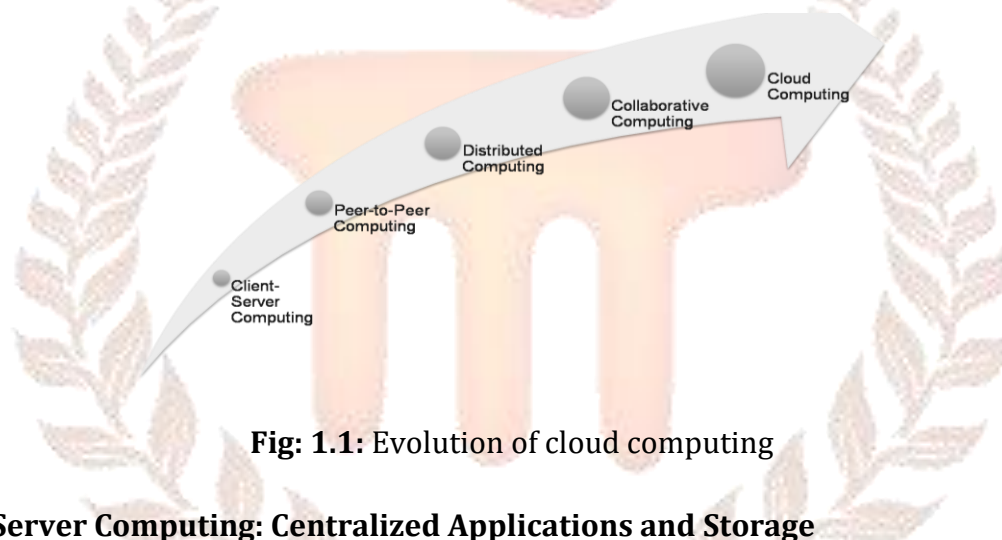 Cloud
Computing
Collaborative
Computing
Distributed
Computing
Peer-to-Peer
Computing
Client-
Server
Computing
Fig: 1.1: Evolution of cloud computing
Server Computing: Centralized Applications and Storage